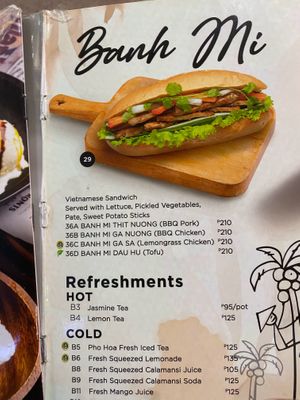 Banh Mi
29
Vietnamese Sandwich
Served with Lettuce, Pickled Vegetables,
Pate, Sweet Potato Sticks
36A BANH MI THIT NUONG (BBQ Pork) ₱210
36B BANH MI GA NUONG (BBQ Chicken) ₱210
36C BANH MI GA SA (Lemongrass Chicken) ₱210
36D BANH MI DAU HU (Tofu) ₱210
Refreshments
HOT
B3 Jasmine Tea ₱95/pot
B4 Lemon Tea ₱125
COLD
B5 Pho Hoa Fresh Iced Tea ₱125
B6 Fresh Squeezed Lemonade ₱135
B8 Fresh Squeezed Calamansi Juice ₱105
B9 Fresh Squeezed Calamansi Soda ₱125
B11 Fresh Mango Juice ₱125